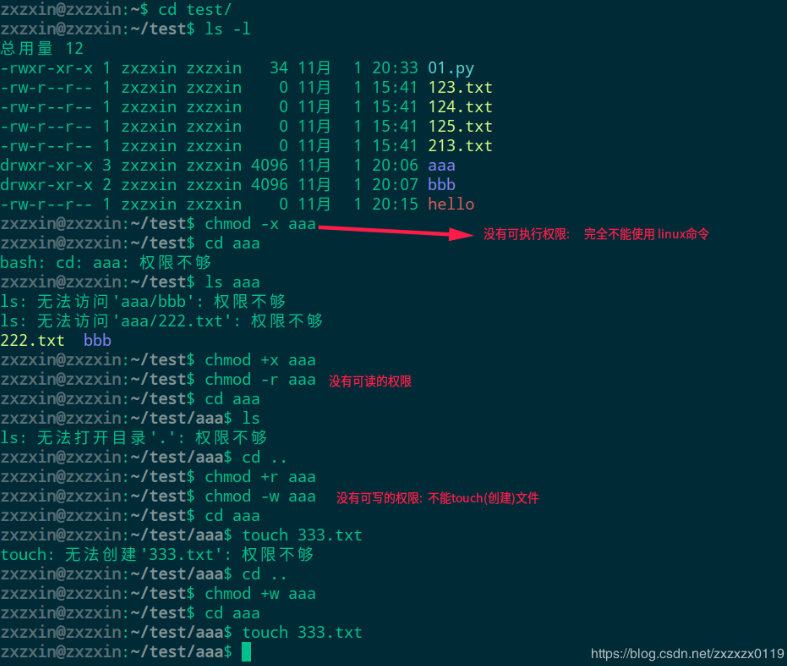 zxzxin@zxzxin:~$ cd test/
zxzxin@zxzxin:~/test$ ls -l
总用量 12
-rwxr-xr-x 1 zxzxin zxzxin   34 11月   1 20:33 01.py
-rw-r--r-- 1 zxzxin zxzxin    0 11月   1 15:41 123.txt
-rw-r--r-- 1 zxzxin zxzxin    0 11月   1 15:41 124.txt
-rw-r--r-- 1 zxzxin zxzxin    0 11月   1 15:41 125.txt
-rw-r--r-- 1 zxzxin zxzxin    0 11月   1 15:41 213.txt
drwxr-xr-x 3 zxzxin zxzxin 4096 11月   1 20:06 aaa
drwxr-xr-x 2 zxzxin zxzxin 4096 11月   1 20:07 bbb
-rw-r--r-- 1 zxzxin zxzxin    0 11月   1 20:15 hello
zxzxin@zxzxin:~/test$ chmod -x aaa 没有可执行权限: 完全不能使用 linux命令
zxzxin@zxzxin:~/test$ cd aaa
bash: cd: aaa: 权限不够
zxzxin@zxzxin:~/test$ ls aaa
ls: 无法访问'aaa/bbb': 权限不够
ls: 无法访问'aaa/222.txt': 权限不够
222.txt  bbb
zxzxin@zxzxin:~/test$ chmod +x aaa
zxzxin@zxzxin:~/test$ chmod -r aaa 没有可读的权限
zxzxin@zxzxin:~/test$ cd aaa
zxzxin@zxzxin:~/test/aaa$ ls
ls: 无法打开目录'.': 权限不够
zxzxin@zxzxin:~/test/aaa$ cd ..
zxzxin@zxzxin:~/test$ chmod +r aaa
zxzxin@zxzxin:~/test$ chmod -w aaa 没有可写的权限: 不能touch(创建)文件
zxzxin@zxzxin:~/test$ cd aaa
zxzxin@zxzxin:~/test/aaa$ touch 333.txt
touch: 无法创建'333.txt': 权限不够
zxzxin@zxzxin:~/test/aaa$ cd ..
zxzxin@zxzxin:~/test$ chmod +w aaa
zxzxin@zxzxin:~/test$ cd aaa
zxzxin@zxzxin:~/test/aaa$ touch 333.txt
zxzxin@zxzxin:~/test/aaa$
https://blog.csdn.net/zxzxzx0119